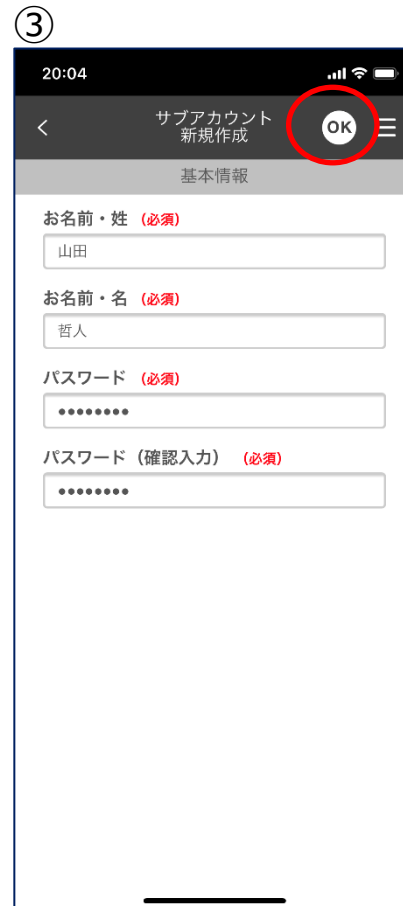 ③
20:04
サブアカウント
新規作成
OK
基本情報
お名前・姓 (必須)
山田
お名前・名 (必須)
哲人
パスワード (必須)
●●●●●●●●
パスワード（確認入力） (必須)
●●●●●●●●